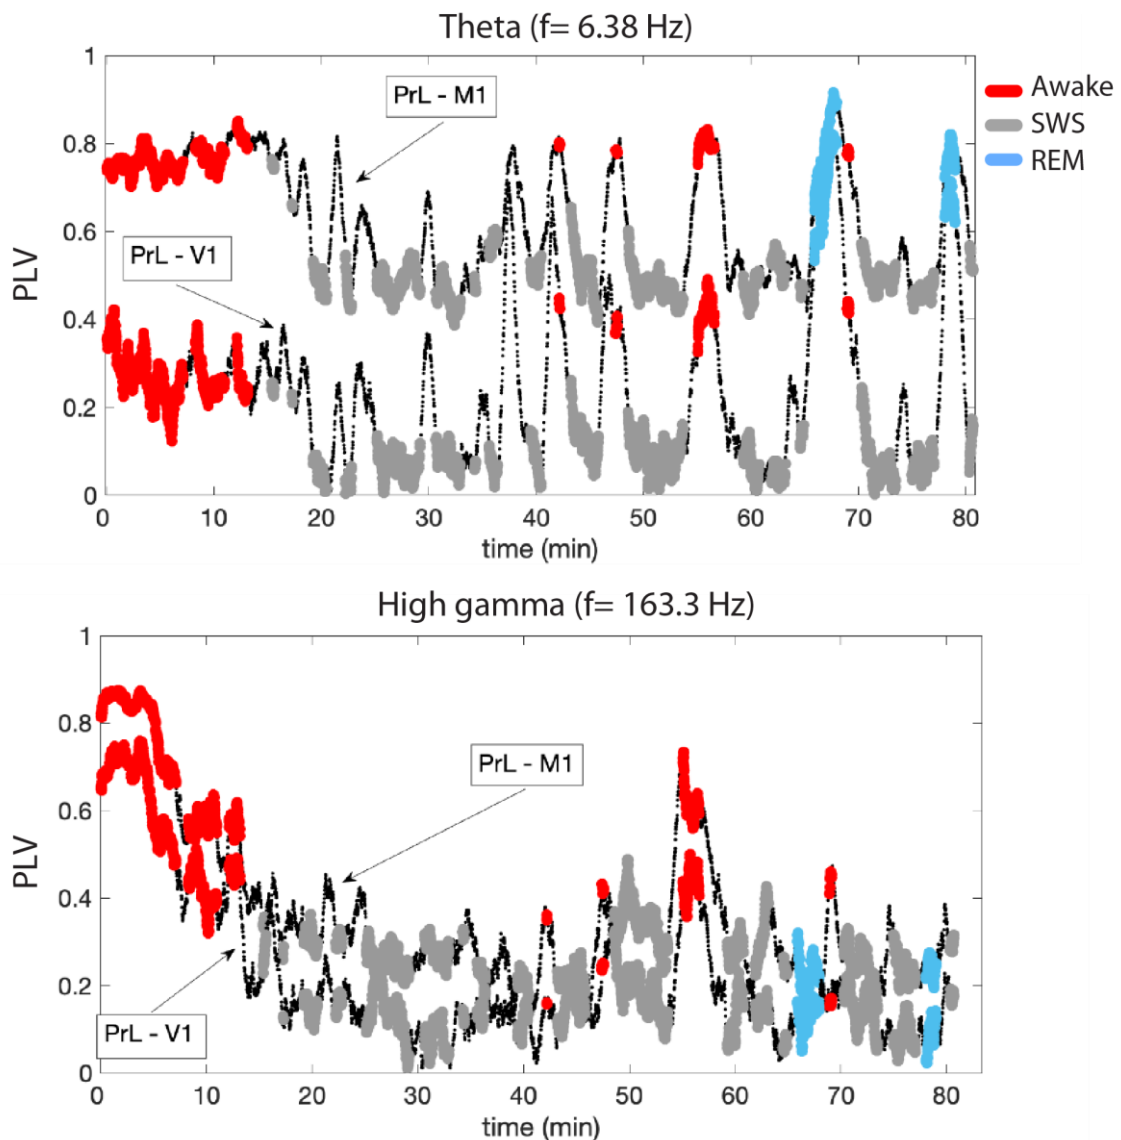 Theta (f= 6.38 Hz)
1
0.8
0.6
0.4
0.2
0
PLV
PrL - M1
PrL - V1
Awake
SWS
REM
0 10 20 30 40 50 60 70 80
time (min)
High gamma (f= 163.3 Hz)
1
0.8
0.6
0.4
0.2
0
PLV
PrL - M1
PrL - V1
0 10 20 30 40 50 60 70 80
time (min)